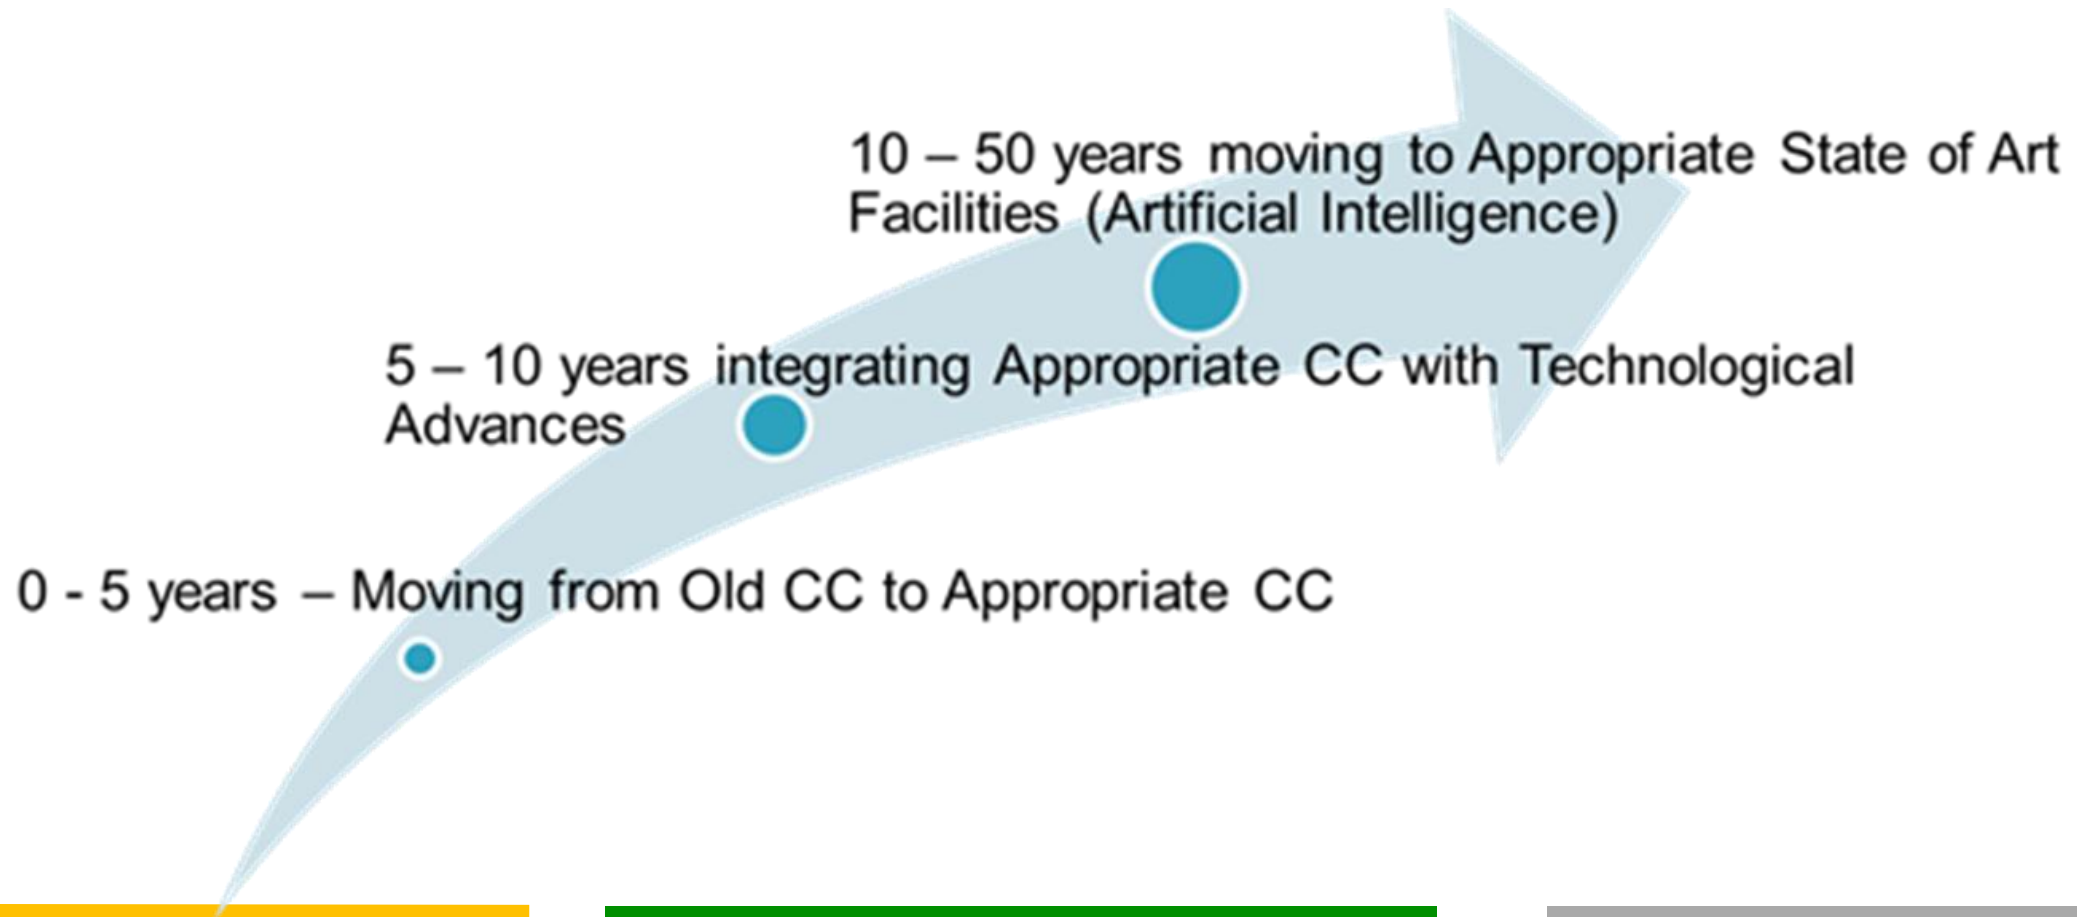 10 – 50 years moving to Appropriate State of Art
Facilities (Artificial Intelligence)
5 – 10 years integrating Appropriate CC with Technological
Advances
0 - 5 years – Moving from Old CC to Appropriate CC